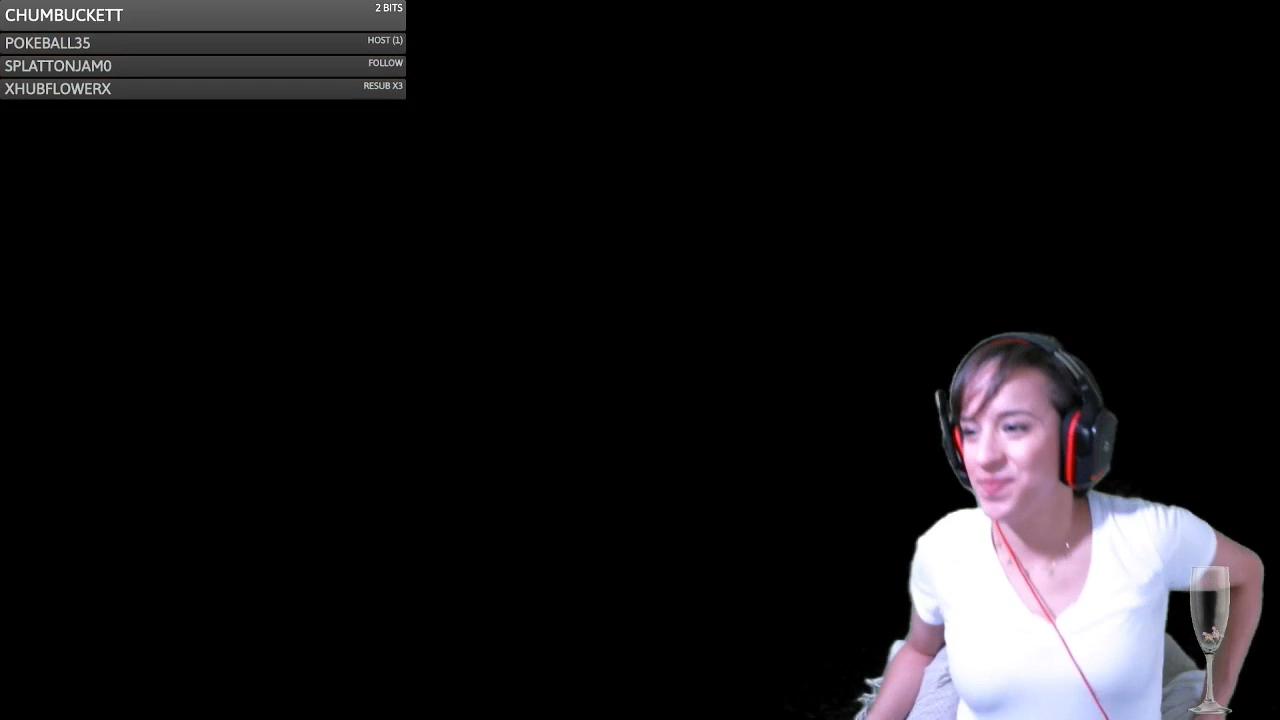 CHUMBUCKETT 2 BITS
POKEBALL35 HOST (1)
SPLATTONJAM0 FOLLOW
XHUBFLOWERX RESUB X3